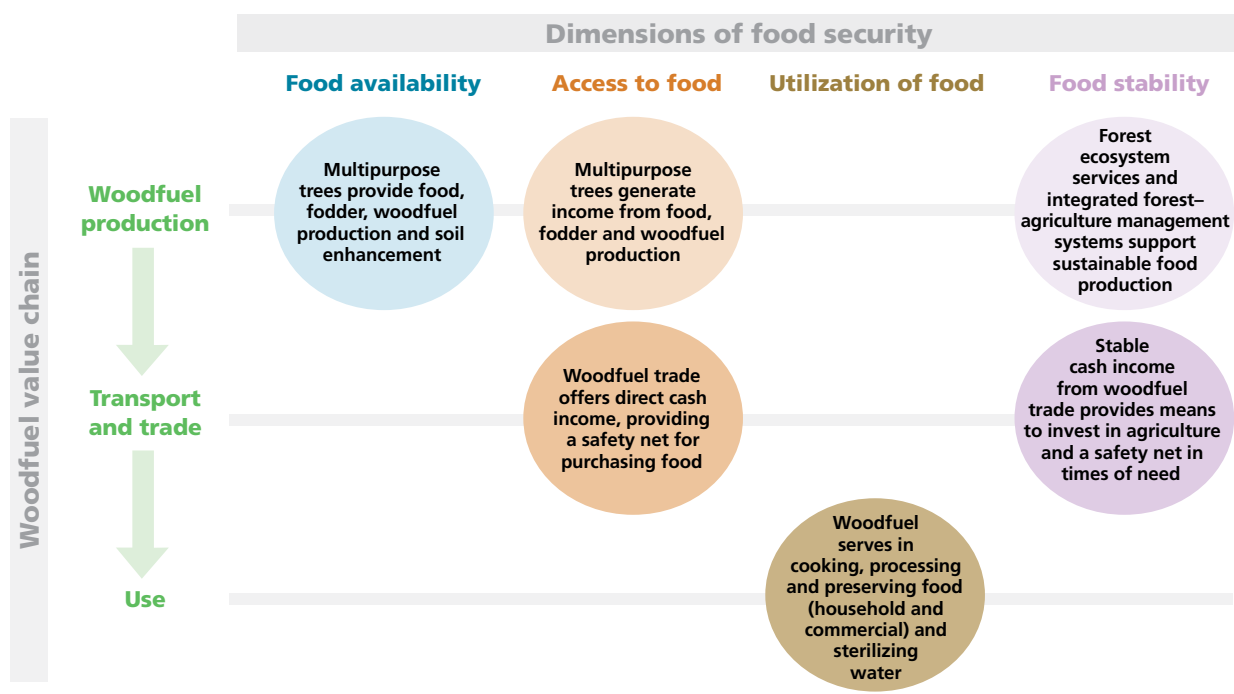 Dimensions of food security
Food availability
Access to food
Utilization of food
Food stability
Woodfuel value chain
Woodfuel
production
Multipurpose
trees provide food,
fodder, woodfuel
production and soil
enhancement
Multipurpose
trees generate
income from food,
fodder and woodfuel
production
Forest
ecosystem
services and
integrated forest–
agriculture management
systems support
sustainable food
production
Transport
and trade
Woodfuel trade
offers direct cash
income, providing
a safety net for
purchasing food
Stable
cash income
from woodfuel
trade provides means
to invest in agriculture
and a safety net in
times of need
Use
Woodfuel
serves in
cooking, processing
and preserving food
(household and
commercial) and
sterilizing
water